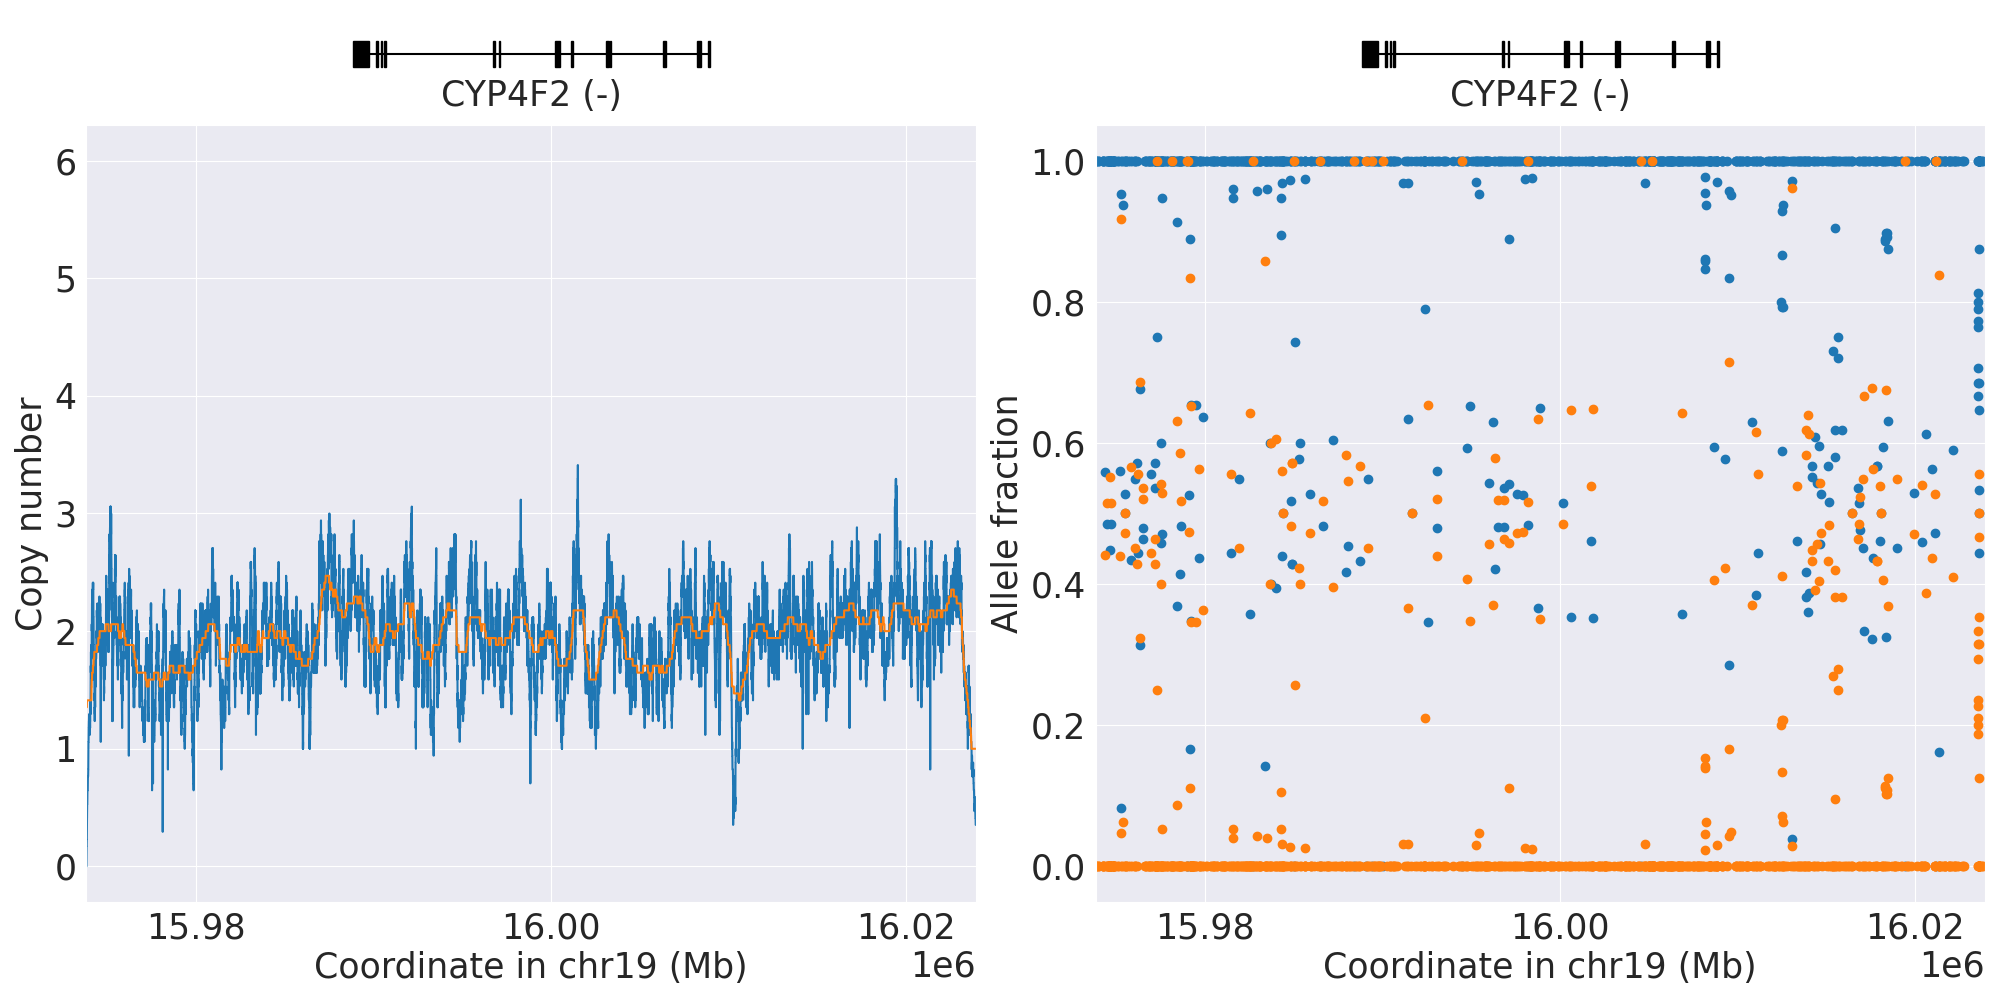 CYP4F2 (-)
6
5
4
3
2
1
0
Copy number
15.98
16.00
16.02
Coordinate in chr19 (Mb)
1e6
CYP4F2 (-)
1.0
0.8
0.6
0.4
0.2
0.0
Allele fraction
15.98
16.00
16.02
Coordinate in chr19 (Mb)
1e6